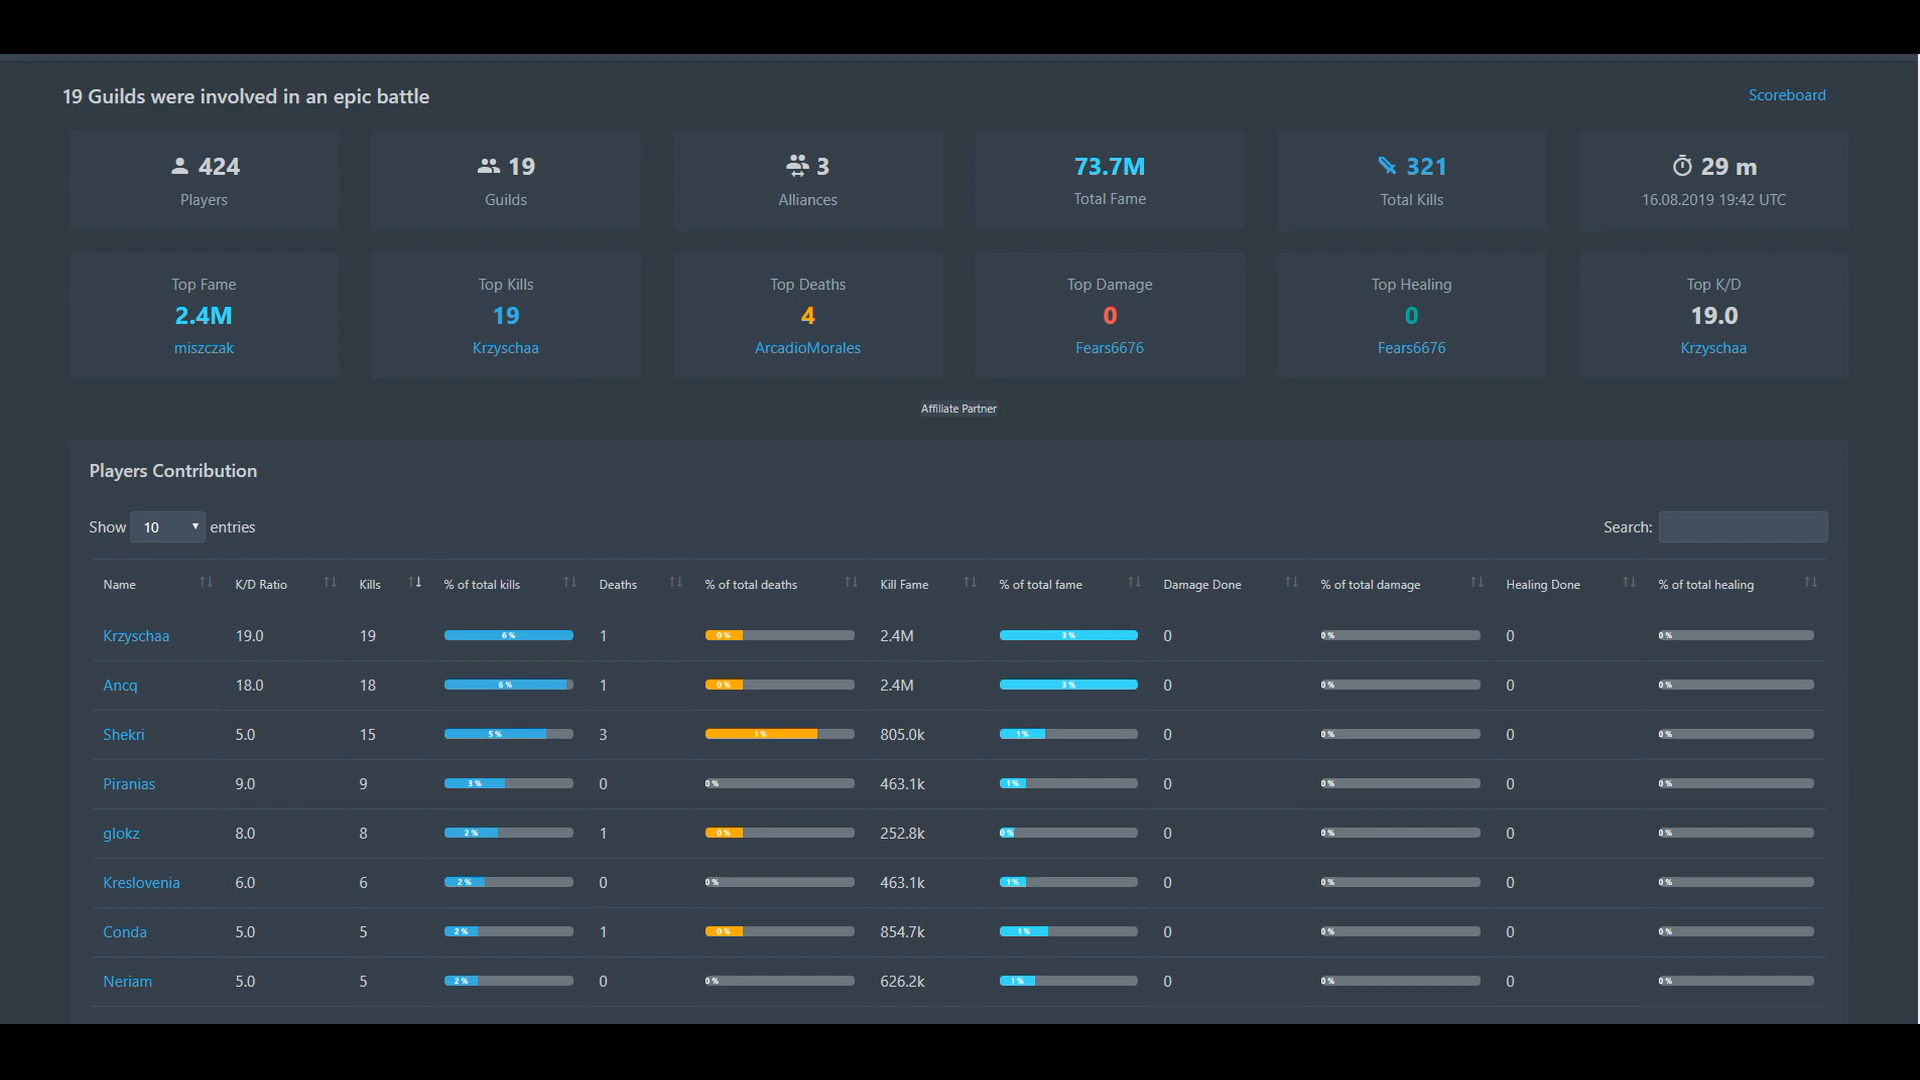 19 Guilds were involved in an epic battle
Scoreboard
424 19 3 73.7M 321 29 m
Players Guilds Alliances Total Fame Total Kills 16.08.2019 19:42 UTC
Top Fame Top Kills Top Deaths Top Damage Top Healing Top K/D
2.4M 19 4 0 0 19.0
miszczak Krzyschaa ArcadioMorales Fears6676 Fears6676 Krzyschaa
Affiliate Partner
Players Contribution
Show 10 entries Search:
Name K/D Ratio Kills % of total kills Deaths % of total deaths Kill Fame % of total fame Damage Done % of total damage Healing Done % of total healing
Krzyschaa 19.0 19 6 % 1 0 % 2.4M 3 % 0 0 % 0 0 %
Ancq 18.0 18 6 % 1 0 % 2.4M 3 % 0 0 % 0 0 %
Shekri 5.0 15 5 % 3 1 % 805.0k 1 % 0 0 % 0 0 %
Piranias 9.0 9 3 % 0 0 % 463.1k 1 % 0 0 % 0 0 %
glokz 8.0 8 2 % 1 0 % 252.8k 0 % 0 0 % 0 0 %
Kreslovenia 6.0 6 2 % 0 0 % 463.1k 1 % 0 0 % 0 0 %
Conda 5.0 5 2 % 1 0 % 854.7k 1 % 0 0 % 0 0 %
Neriam 5.0 5 2 % 0 0 % 626.2k 1 % 0 0 % 0 0 %